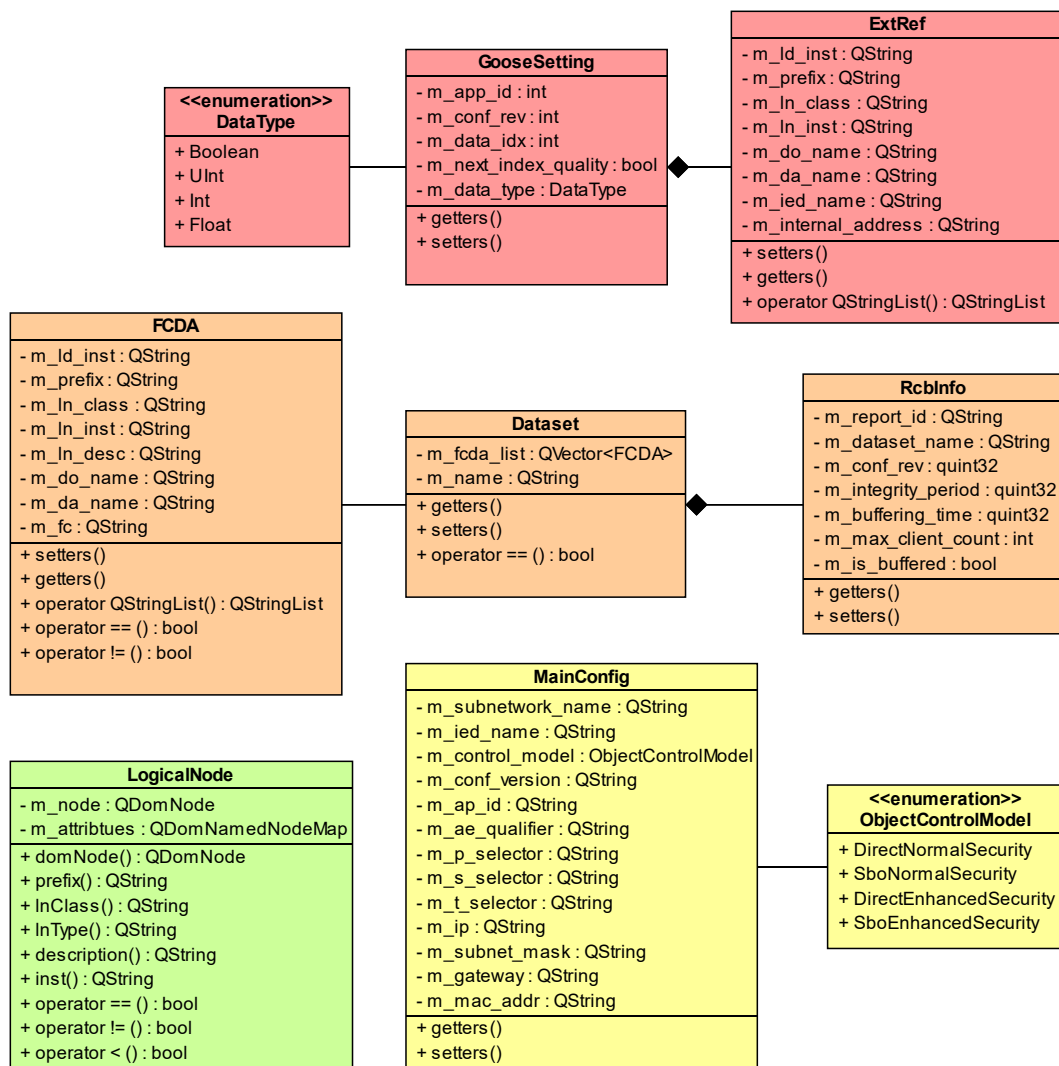 <<enumeration>>
DataType
+ Boolean
+ UInt
+ Int
+ Float
GooseSetting
- m_app_id : int
- m_conf_rev : int
- m_data_idx : int
- m_next_index_quality : bool
- m_data_type : DataType
+ getters()
+ setters()
ExtRef
- m_ld_inst : QString
- m_prefix : QString
- m_ln_class : QString
- m_ln_inst : QString
- m_do_name : QString
- m_da_name : QString
- m_ied_name : QString
- m_internal_address : QString
+ setters()
+ getters()
+ operator QStringList() : QStringList
FCDA
- m_ld_inst : QString
- m_prefix : QString
- m_ln_class : QString
- m_ln_inst : QString
- m_ln_desc : QString
- m_do_name : QString
- m_da_name : QString
- m_fc : QString
+ setters()
+ getters()
+ operator QStringList() : QStringList
+ operator == () : bool
+ operator != () : bool
Dataset
- m_fcda_list : QVector<FCDA>
- m_name : QString
+ getters()
+ setters()
+ operator == () : bool
RcbInfo
- m_report_id : QString
- m_dataset_name : QString
- m_conf_rev : quint32
- m_integrity_period : quint32
- m_buffering_time : quint32
- m_max_client_count : int
- m_is_buffered : bool
+ getters()
+ setters()
LogicalNode
- m_node : QDomNode
- m_attribtues : QDomNamedNodeMap
+ domNode() : QDomNode
+ prefix() : QString
+ lnClass() : QString
+ lnType() : QString
+ description() : QString
+ inst() : QString
+ operator == () : bool
+ operator != () : bool
+ operator < () : bool
MainConfig
- m_subnetwork_name : QString
- m_ied_name : QString
- m_control_model : ObjectControlModel
- m_conf_version : QString
- m_ap_id : QString
- m_ae_qualifier : QString
- m_p_selector : QString
- m_s_selector : QString
- m_t_selector : QString
- m_ip : QString
- m_subnet_mask : QString
- m_gateway : QString
- m_mac_addr : QString
+ getters()
+ setters()
<<enumeration>>
ObjectControlModel
+ DirectNormalSecurity
+ SboNormalSecurity
+ DirectEnhancedSecurity
+ SboEnhancedSecurity